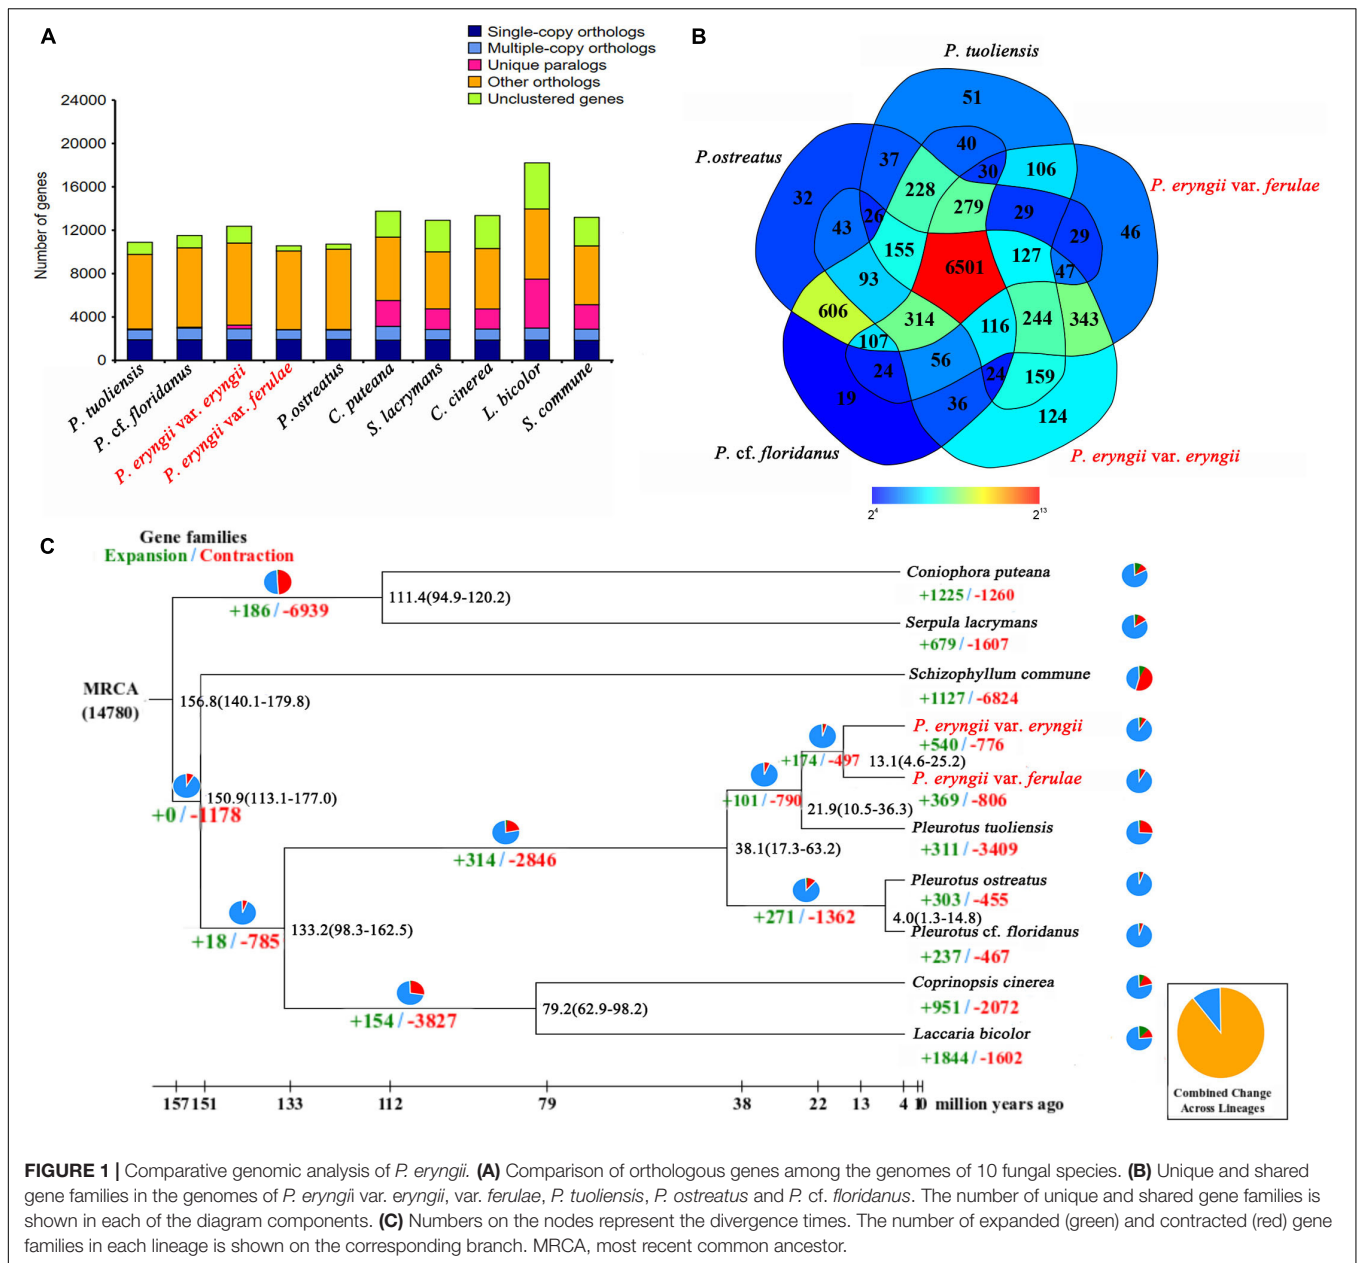 A
Single-copy orthologs
Multiple-copy orthologs
Unique paralogs
Other orthologs
Unclustered genes
Number of genes
24000
20000
16000
12000
8000
4000
0
P. tuoliensis
P. cf. floridanus
P. eryngii var. eryngii
P. eryngii var. ferulae
P.ostreatus
C. puteana
S. lacrymans
C. cinerea
L. bicolor
S. commune
B
P. tuoliensis
P.ostreatus
P. eryngii var. ferulae
P. cf. floridanus
P. eryngii var. eryngii
51
40
37
30
106
228
279
32
26
29
43
29
46
155
127
6501
47
93
606
314
116
244
343
107
56
24
24
159
19
36
124
2⁴
2¹³
C
Gene families
Expansion / Contraction
+186 / -6939
111.4(94.9-120.2)
Coniophora puteana
+1225 / -1260
Serpula lacrymans
+679 / -1607
MRCA
(14780)
156.8(140.1-179.8)
Schizophyllum commune
+1127 / -6824
P. eryngii var. eryngii
+540 / -776
+174 / -497
13.1(4.6-25.2)
P. eryngii var. ferulae
+369 / -806
+101 / -790
21.9(10.5-36.3)
+0 / -1178
150.9(113.1-177.0)
Pleurotus tuoliensis
+311 / -3409
+314 / -2846
38.1(17.3-63.2)
Pleurotus ostreatus
+303 / -455
+271 / -1362
4.0(1.3-14.8)
Pleurotus cf. floridanus
+237 / -467
+18 / -785
133.2(98.3-162.5)
Coprinopsis cinerea
+951 / -2072
+154 / -3827
79.2(62.9-98.2)
Laccaria bicolor
+1844 / -1602
Combined Change
Across Lineages
157 151 133 112 79 38 22 13 4 1 0 million years ago
FIGURE 1 | Comparative genomic analysis of P. eryngii. (A) Comparison of orthologous genes among the genomes of 10 fungal species. (B) Unique and shared
gene families in the genomes of P. eryngii var. eryngii, var. ferulae, P. tuoliensis, P. ostreatus and P. cf. floridanus. The number of unique and shared gene families is
shown in each of the diagram components. (C) Numbers on the nodes represent the divergence times. The number of expanded (green) and contracted (red) gene
families in each lineage is shown on the corresponding branch. MRCA, most recent common ancestor.